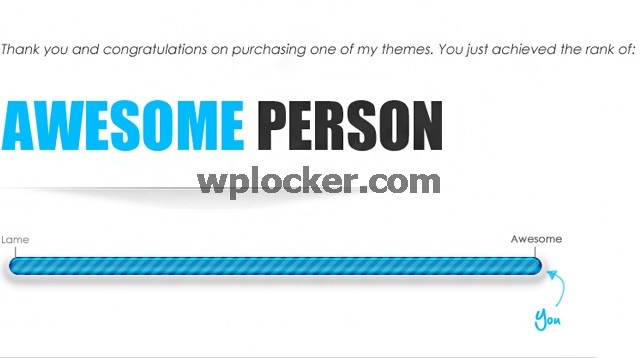 Thank you and congratulations on purchasing one of my themes. You just achieved the rank of:
AWESOME PERSON
wplocker.com
Lame Awesome
You